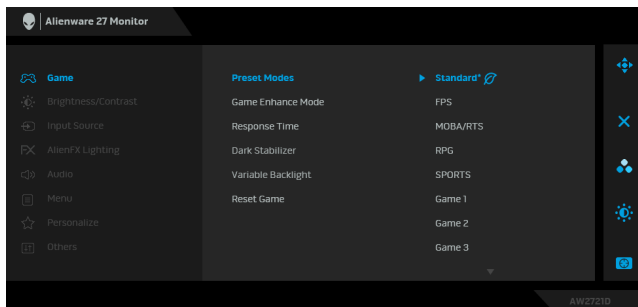 Alienware 27 Monitor
Game
Brightness/Contrast
Input Source
FX AlienFX Lighting
Audio
Menu
Personalize
Others
Preset Modes
Game Enhance Mode
Response Time
Dark Stabilizer
Variable Backlight
Reset Game
Standard*
FPS
MOBA/RTS
RPG
SPORTS
Game 1
Game 2
Game 3
AW2721D